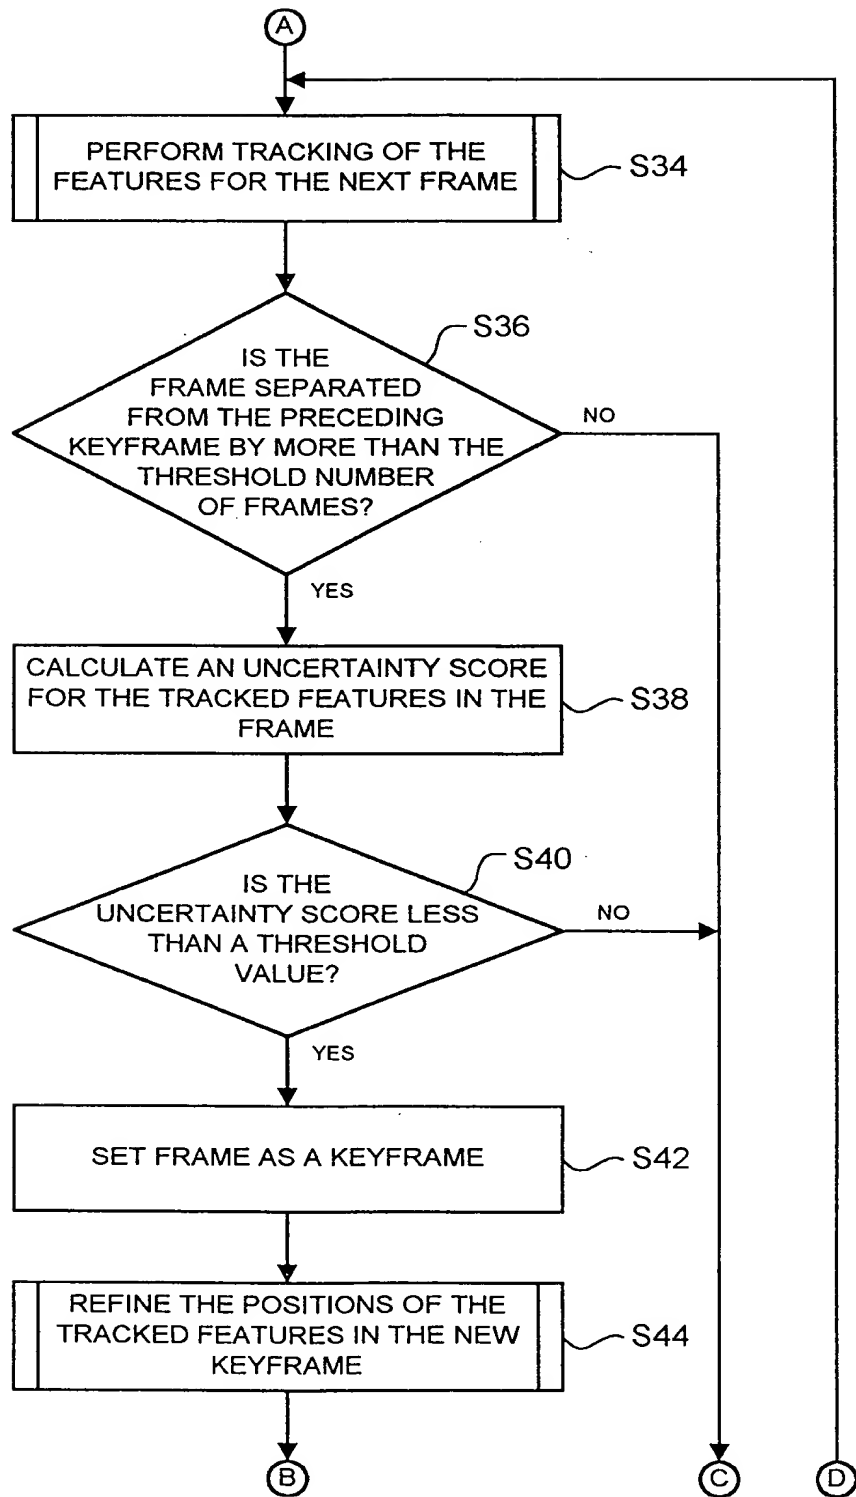 A
PERFORM TRACKING OF THE
FEATURES FOR THE NEXT FRAME
S34
S36
IS THE
FRAME SEPARATED
FROM THE PRECEDING
KEYFRAME BY MORE THAN THE
THRESHOLD NUMBER
OF FRAMES?
NO
YES
CALCULATE AN UNCERTAINTY SCORE
FOR THE TRACKED FEATURES IN THE
FRAME
S38
S40
IS THE
UNCERTAINTY SCORE LESS
THAN A THRESHOLD
VALUE?
NO
YES
SET FRAME AS A KEYFRAME
S42
REFINE THE POSITIONS OF THE
TRACKED FEATURES IN THE NEW
KEYFRAME
S44
B
C
D